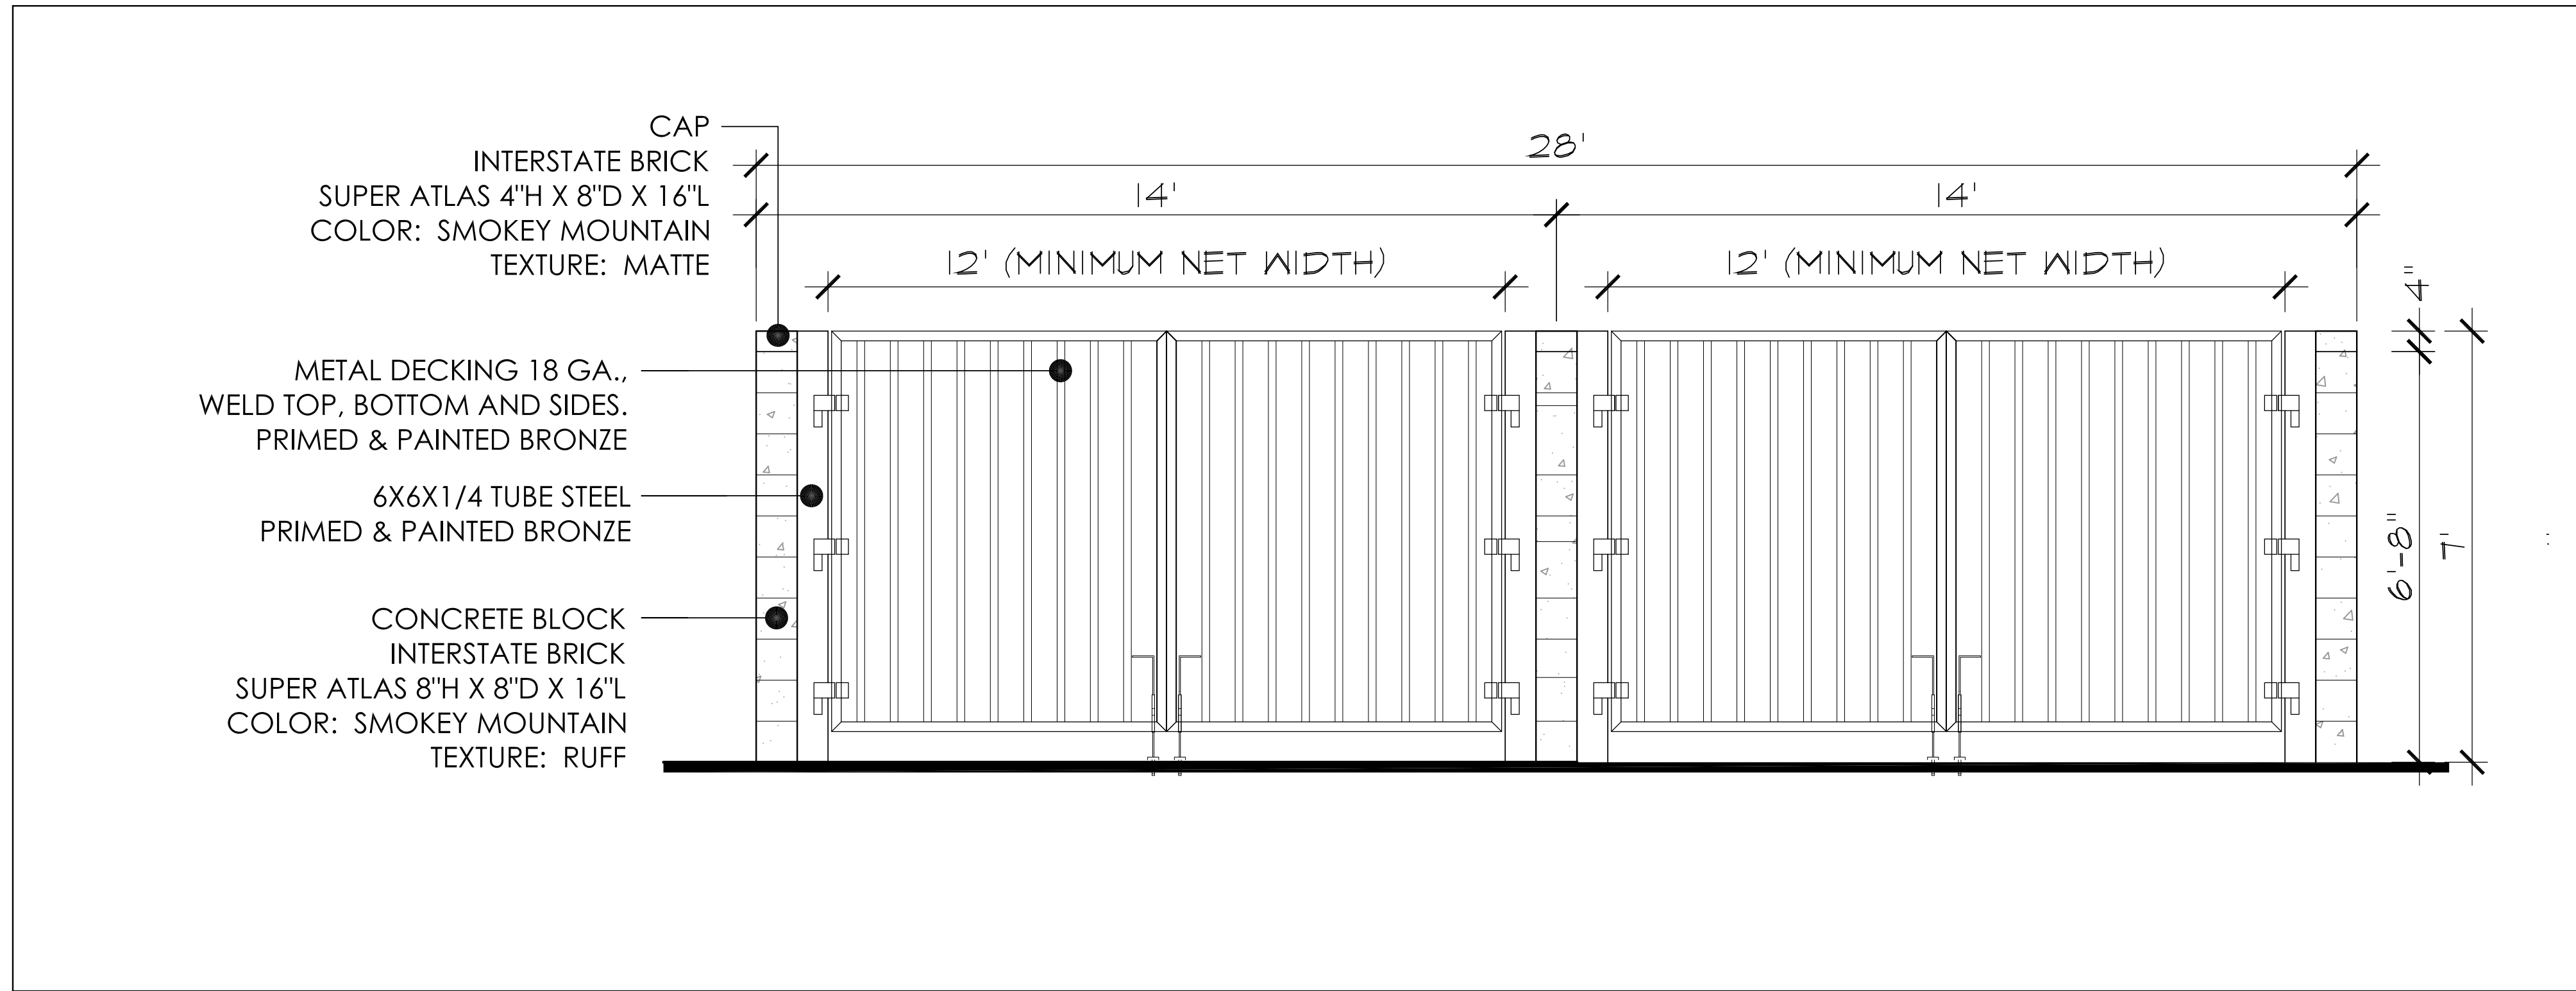 CAP
INTERSTATE BRICK
SUPER ATLAS 4"H X 8"D X 16"L
COLOR: SMOKEY MOUNTAIN
TEXTURE: MATTE
METAL DECKING 18 GA.,
WELD TOP, BOTTOM AND SIDES.
PRIMED & PAINTED BRONZE
6X6X1/4 TUBE STEEL
PRIMED & PAINTED BRONZE
CONCRETE BLOCK
INTERSTATE BRICK
SUPER ATLAS 8"H X 8"D X 16"L
COLOR: SMOKEY MOUNTAIN
TEXTURE: RUFF
28'
14'
14'
12' (MINIMUM NET WIDTH)
12' (MINIMUM NET WIDTH)
4"
6'-8"
7'